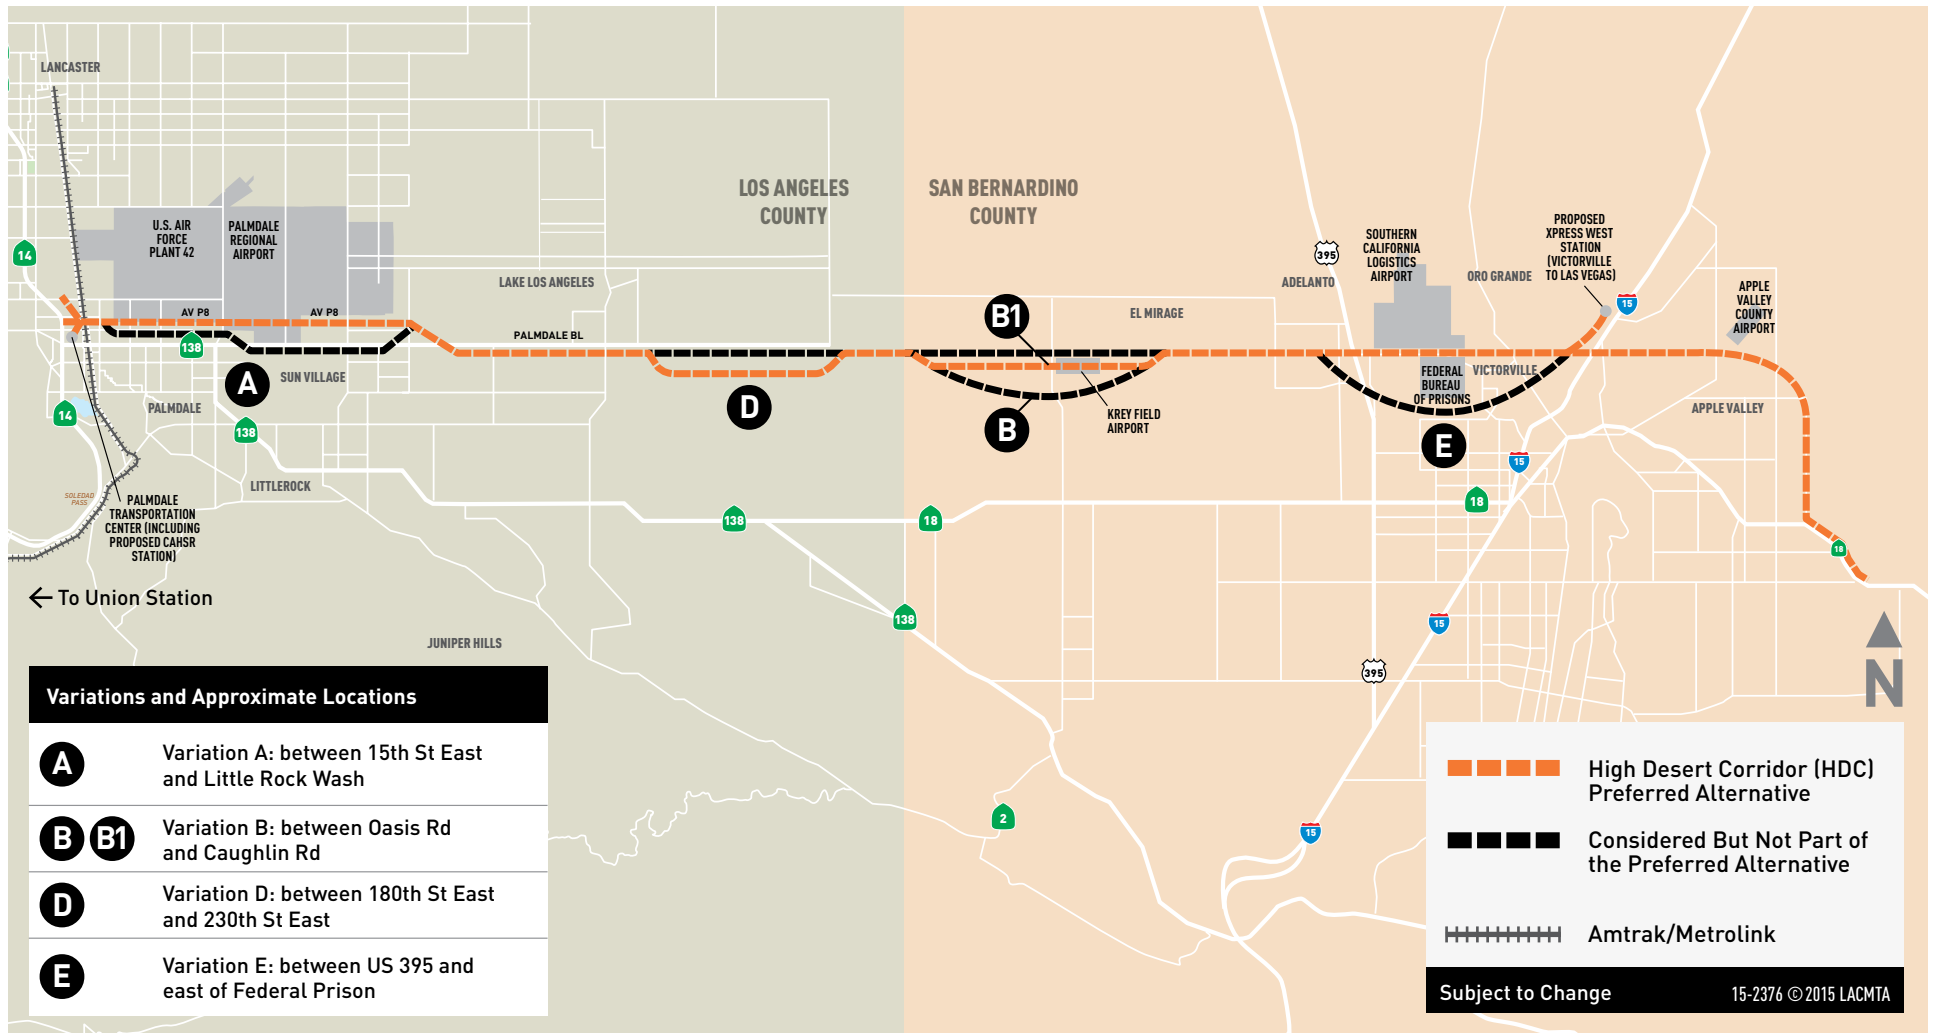 LANCASTER
LOS ANGELES
COUNTY
SAN BERNARDINO
COUNTY
U.S. AIR
FORCE
PLANT 42
PALMDALE
REGIONAL
AIRPORT
14
395
SOUTHERN
CALIFORNIA
LOGISTICS
AIRPORT
PROPOSED
XPRESS WEST
STATION
(VICTORVILLE
TO LAS VEGAS)
ORO GRANDE
ADELANTO
LAKE LOS ANGELES
15
APPLE
VALLEY
COUNTY
AIRPORT
AV P8
AV P8
B1
EL MIRAGE
PALMDALE BL
138
SUN VILLAGE
A
D
B
KREY FIELD
AIRPORT
FEDERAL
BUREAU
OF PRISONS
VICTORVILLE
APPLE VALLEY
14
PALMDALE
138
E
15
LITTLEROCK
SOLEDAD
PASS
PALMDALE
TRANSPORTATION
CENTER (INCLUDING
PROPOSED CAHSR
STATION)
138
18
18
18
To Union Station
138
15
JUNIPER HILLS
395
N
2
15
Variations and Approximate Locations
A
Variation A: between 15th St East
and Little Rock Wash
B B1
Variation B: between Oasis Rd
and Caughlin Rd
D
Variation D: between 180th St East
and 230th St East
E
Variation E: between US 395 and
east of Federal Prison
High Desert Corridor (HDC)
Preferred Alternative
Considered But Not Part of
the Preferred Alternative
Amtrak/Metrolink
Subject to Change
15-2376 ©2015 LACMTA